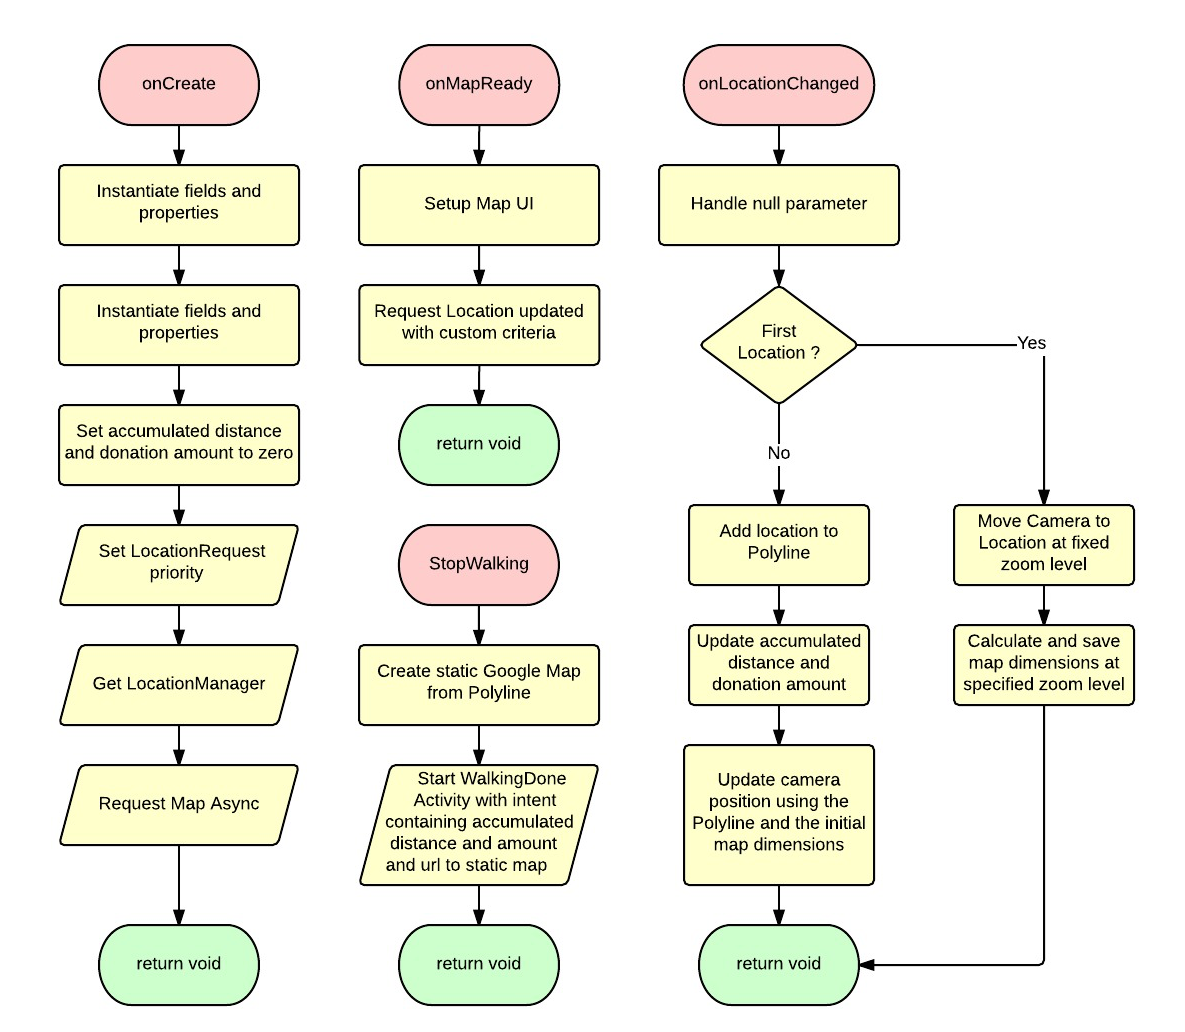 onCreate
Instantiate fields and
properties
Instantiate fields and
properties
Set accumulated distance
and donation amount to zero
Set LocationRequest
priority
Get LocationManager
Request Map Async
return void
onMapReady
Setup Map UI
Request Location updated
with custom criteria
return void
StopWalking
Create static Google Map
from Polyline
Start WalkingDone
Activity with intent
containing accumulated
distance and amount
and url to static map
return void
onLocationChanged
Handle null parameter
First
Location ?
No
Add location to
Polyline
Update accumulated
distance and
donation amount
Update camera
position using the
Polyline and the initial
map dimensions
return void
Yes
Move Camera to
Location at fixed
zoom level
Calculate and save
map dimensions at
specified zoom level